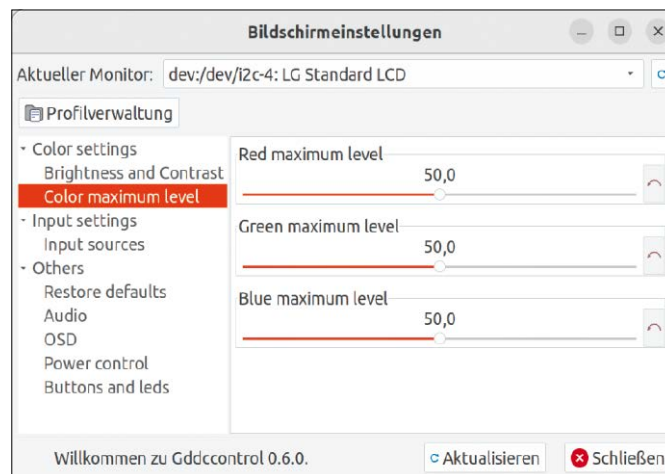 Bildschirmeinstellungen
Aktueller Monitor: dev:/dev/i2c-4: LG Standard LCD
Profilverwaltung
Color settings
Brightness and Contrast
Color maximum level
Input settings
Input sources
Others
Restore defaults
Audio
OSD
Power control
Buttons and leds
Red maximum level
50,0
Green maximum level
50,0
Blue maximum level
50,0
Willkommen zu Gddccontrol 0.6.0.
Aktualisieren
Schließen